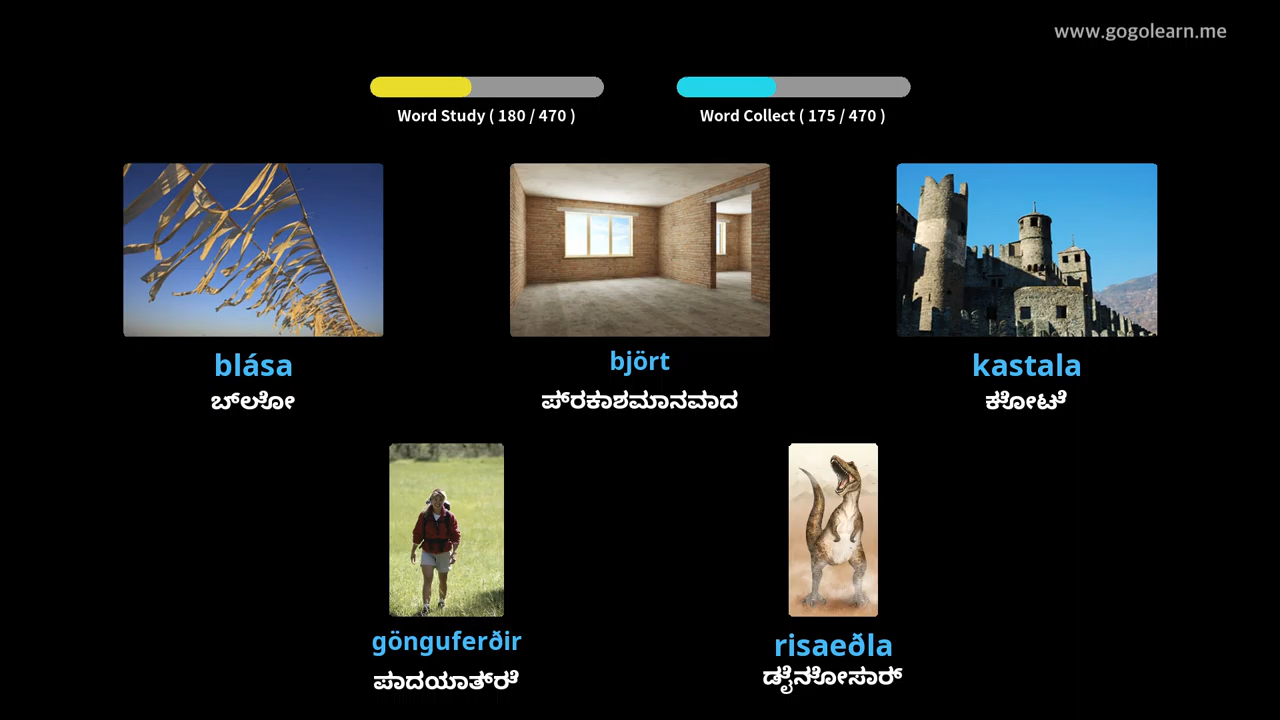 www.gogolearn.me
Word Study ( 180 / 470 )
Word Collect ( 175 / 470 )
blása
ಬ್ಲೋ
björt
ಪ್ರಕಾಶಮಾನವಾದ
kastala
ಕೋಟೆ
gönguferðir
ಪಾದಯಾತ್ರೆ
risaeðla
ಡೈನೋಸಾರ್